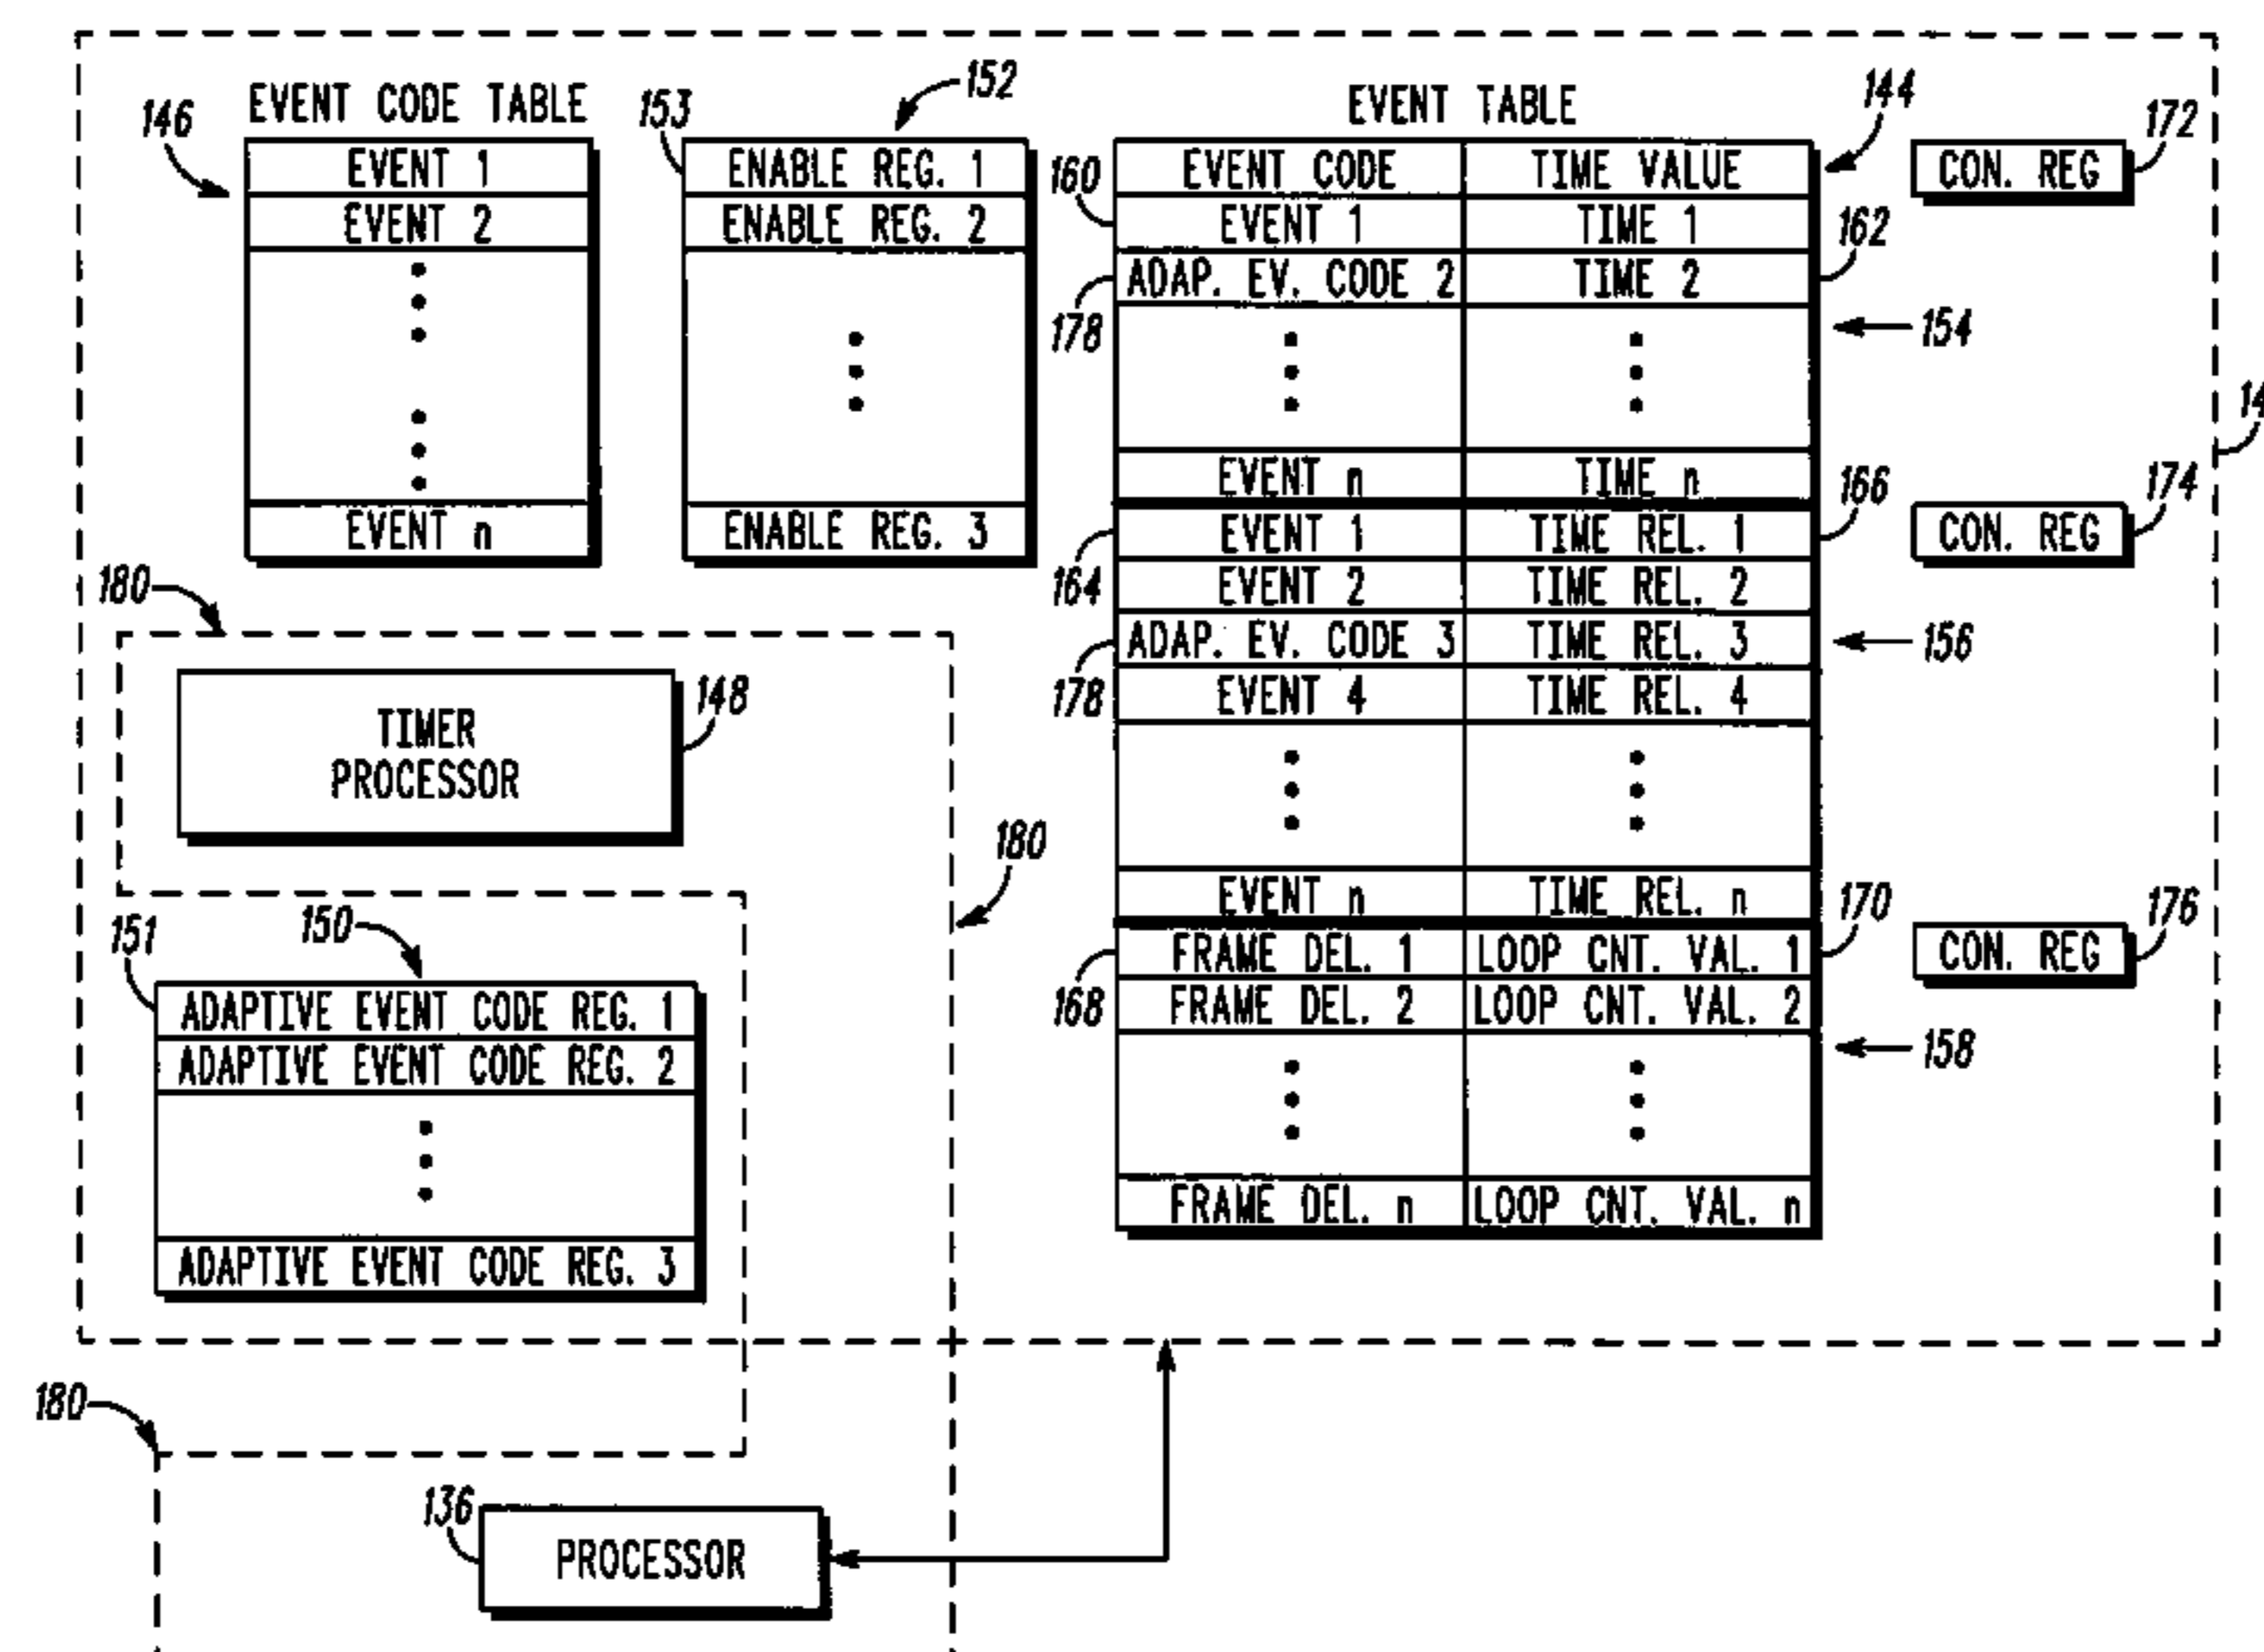 EVENT CODE TABLE
146
EVENT 1
EVENT 2
EVENT n
152
153
ENABLE REG. 1
ENABLE REG. 2
ENABLE REG. 3
EVENT TABLE
144
EVENT CODE TIME VALUE
160 EVENT 1 TIME 1
178 ADAP. EV. CODE 2 TIME 2 162
154
EVENT n TIME n
164 EVENT 1 TIME REL. 1 166
EVENT 2 TIME REL. 2
178 ADAP. EV. CODE 3 TIME REL. 3 156
EVENT 4 TIME REL. 4
EVENT n TIME REL. n
168 FRAME DEL. 1 LOOP CNT. VAL. 1 170
FRAME DEL. 2 LOOP CNT. VAL. 2
158
FRAME DEL. n LOOP CNT. VAL. n
172
CON. REG
174
CON. REG
176
CON. REG
180
TIMER
PROCESSOR
148
180
151
150
ADAPTIVE EVENT CODE REG. 1
ADAPTIVE EVENT CODE REG. 2
ADAPTIVE EVENT CODE REG. 3
180
136
PROCESSOR